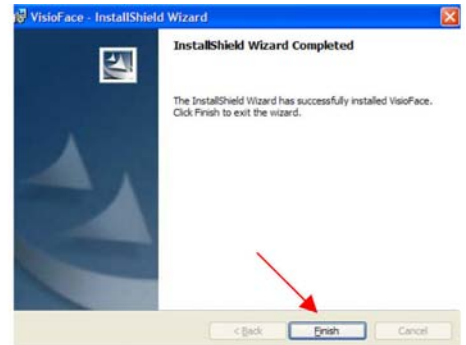 VisioFace - InstallShield Wizard
InstallShield Wizard Completed
The InstallShield Wizard has successfully installed VisioFace.
Click Finish to exit the wizard.
< Back
Finish
Cancel